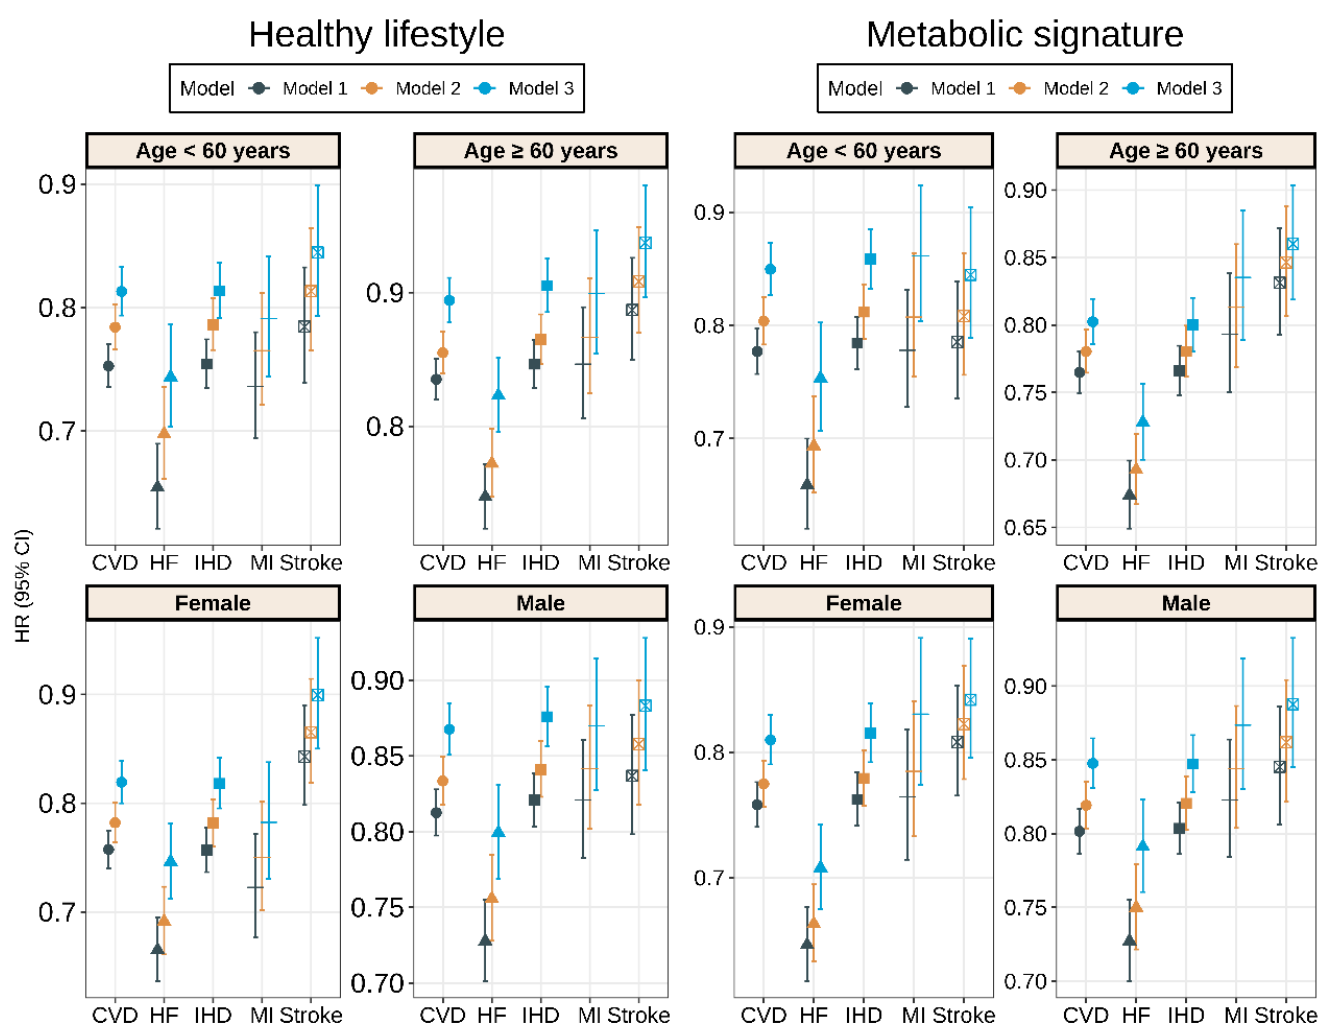 Healthy lifestyle
Metabolic signature
Model Model 1 Model 2 Model 3
Model Model 1 Model 2 Model 3
HR (95% CI)
Age < 60 years
0.9
0.8
0.7
CVD HF IHD MI Stroke
Age ≥ 60 years
0.9
0.8
CVD HF IHD MI Stroke
Age < 60 years
0.9
0.8
0.7
CVD HF IHD MI Stroke
Age ≥ 60 years
0.90
0.85
0.80
0.75
0.70
0.65
CVD HF IHD MI Stroke
Female
0.9
0.8
0.7
CVD HF IHD MI Stroke
Male
0.90
0.85
0.80
0.75
0.70
CVD HF IHD MI Stroke
Female
0.9
0.8
0.7
CVD HF IHD MI Stroke
Male
0.90
0.85
0.80
0.75
0.70
CVD HF IHD MI Stroke